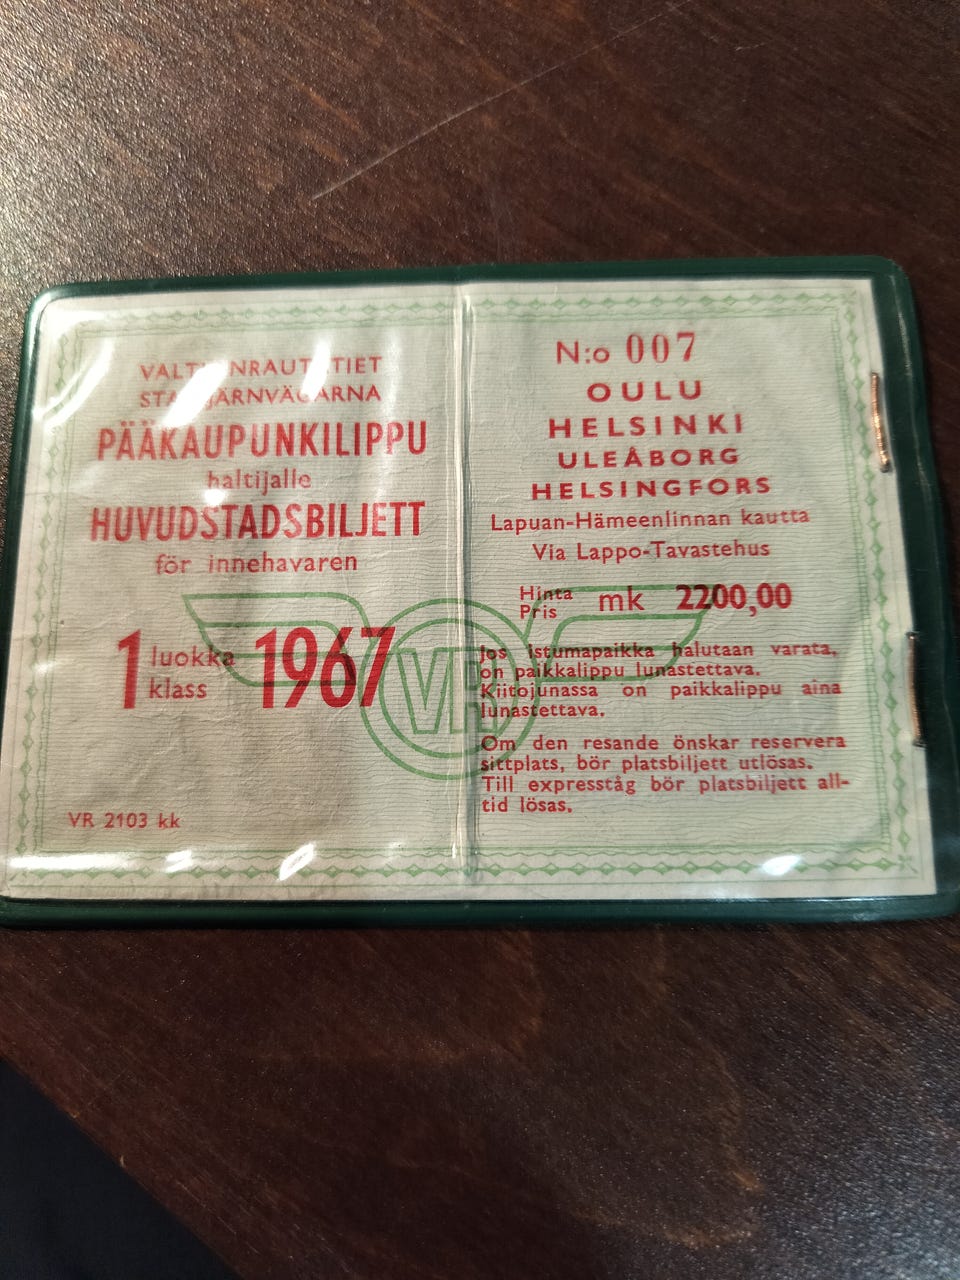 VALTIONRAUTATIET
STATSJÄRNVÄGARNA
PÄÄKAUPUNKILIPPU
haltijalle
HUVUDSTADSBILJETT
för innehavaren
1 luokka klass 1967
VR 2103 kk
N:o 007
OULU
HELSINKI
ULEÅBORG
HELSINGFORS
Lapuan-Hämeenlinnan kautta
Via Lappo-Tavastehus
Hinta
Pris mk 2200,00
VR
Jos istumapaikka halutaan varata,
on paikkalippu lunastettava.
Kiitojunassa on paikkalippu aina
lunastettava.
Om den resande önskar reservera
sittplats, bör platsbiljett utlösas.
Till expresståg bör platsbiljett all-
tid lösas.